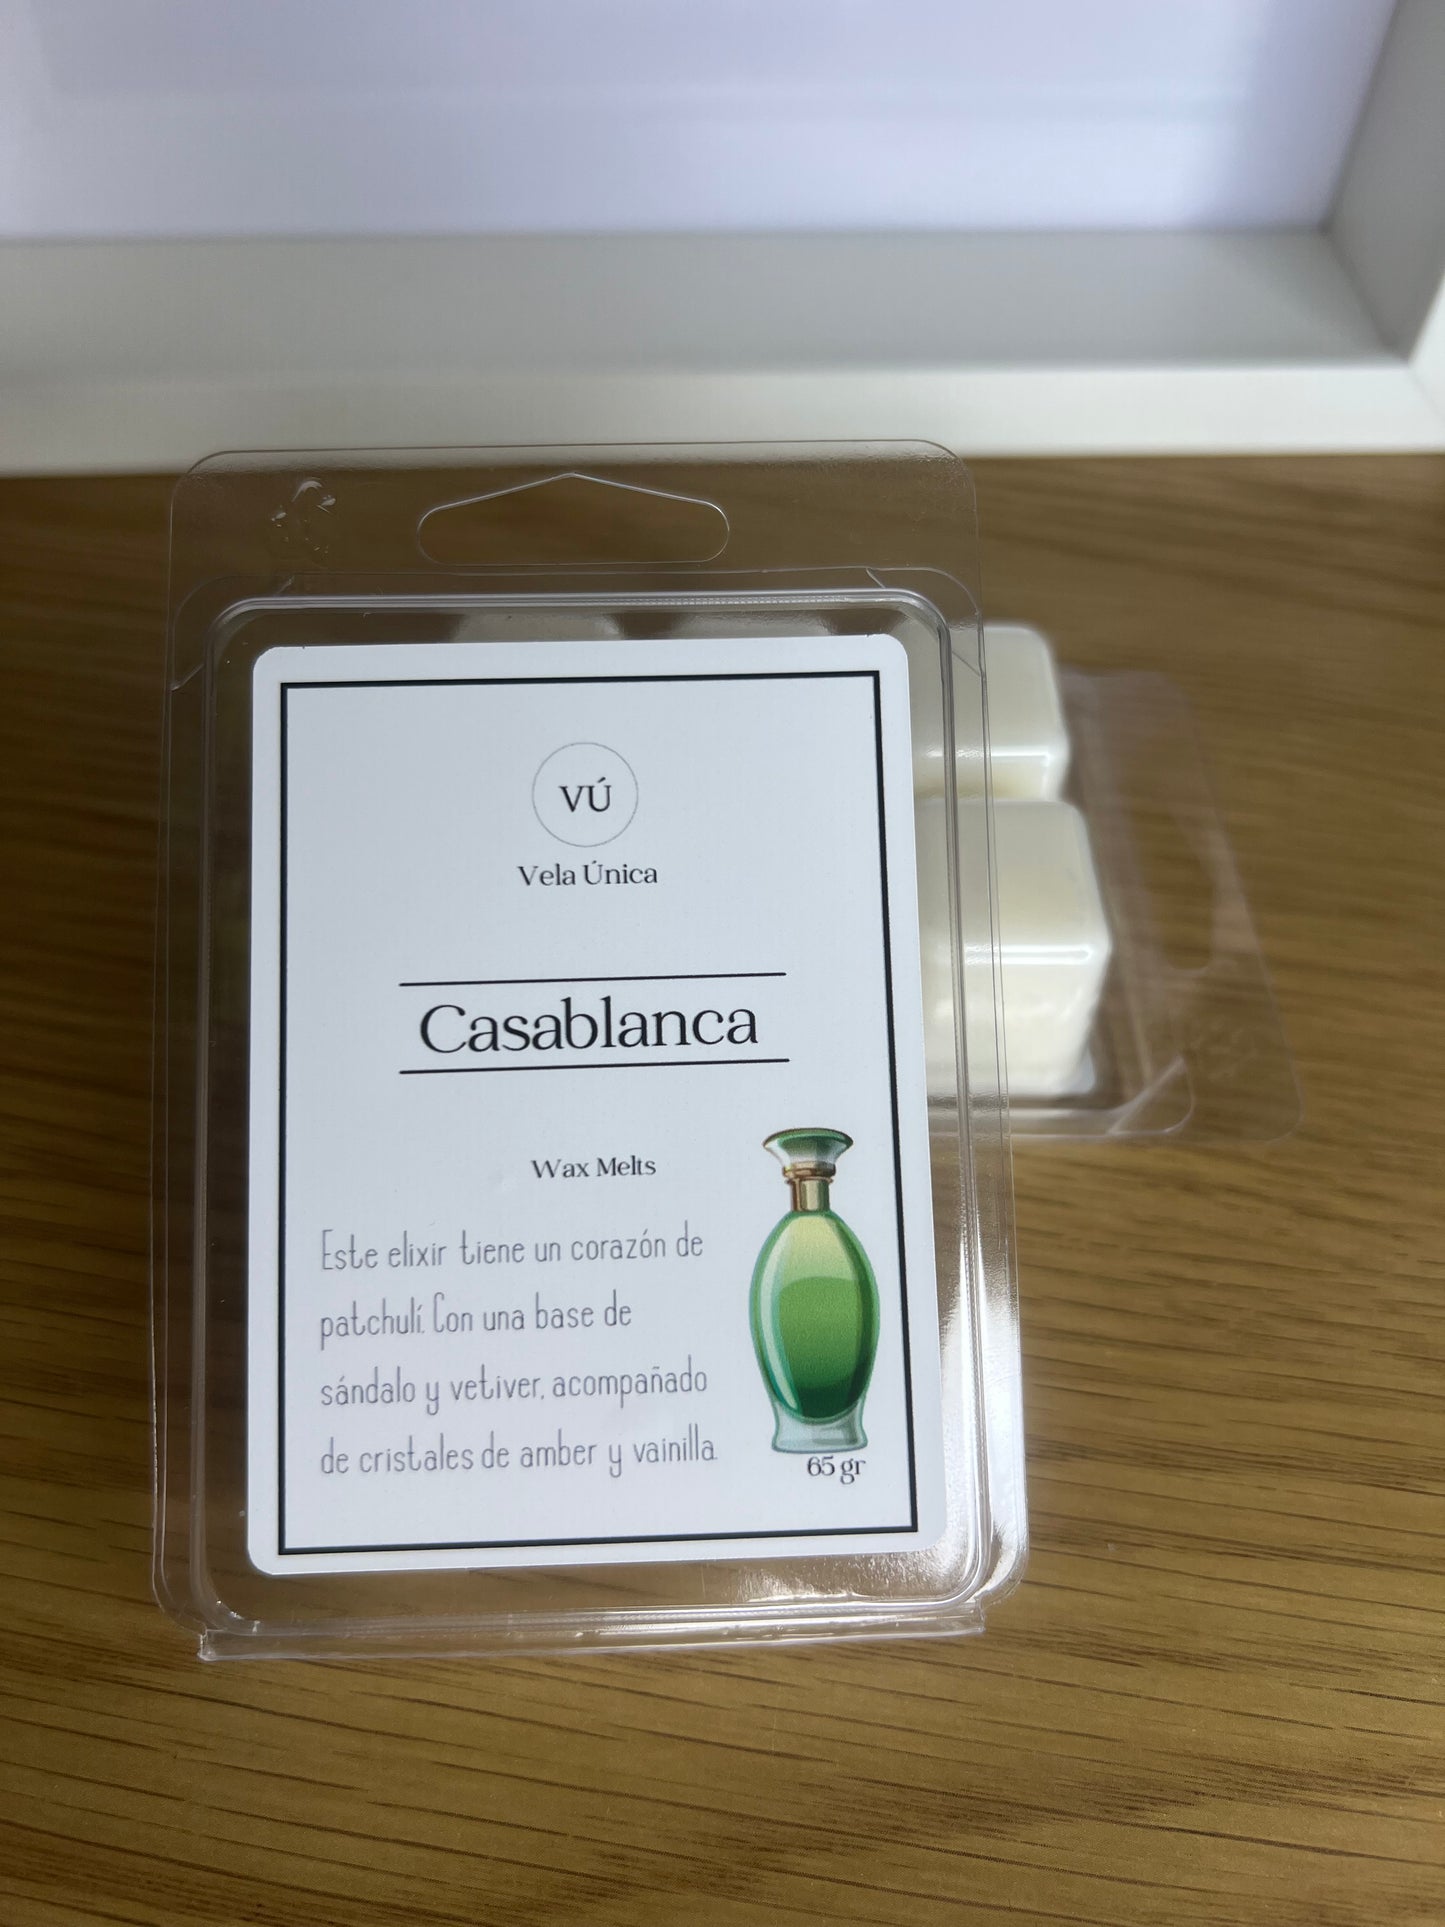 VÚ
Vela Única
Casablanca
Wax Melts
Este elixir tiene un corazón de
patchulí. Con una base de
sándalo y vetiver, acompañado
de cristales de amber y vainilla.
65 gr